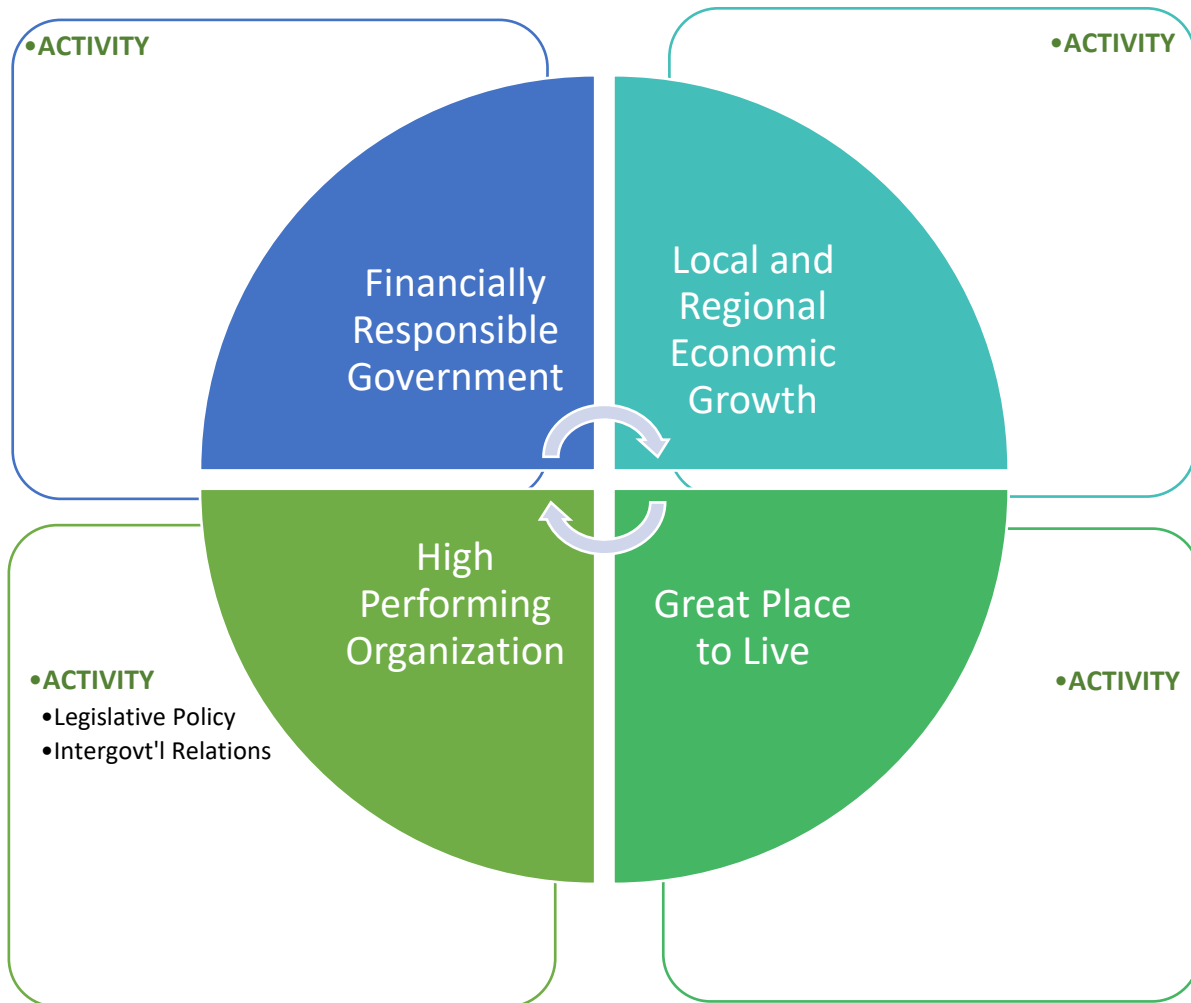 •ACTIVITY
•ACTIVITY
Financially
Responsible
Government
Local and
Regional
Economic
Growth
High
Performing
Organization
Great Place
to Live
•ACTIVITY
•Legislative Policy
•Intergovt'l Relations
•ACTIVITY